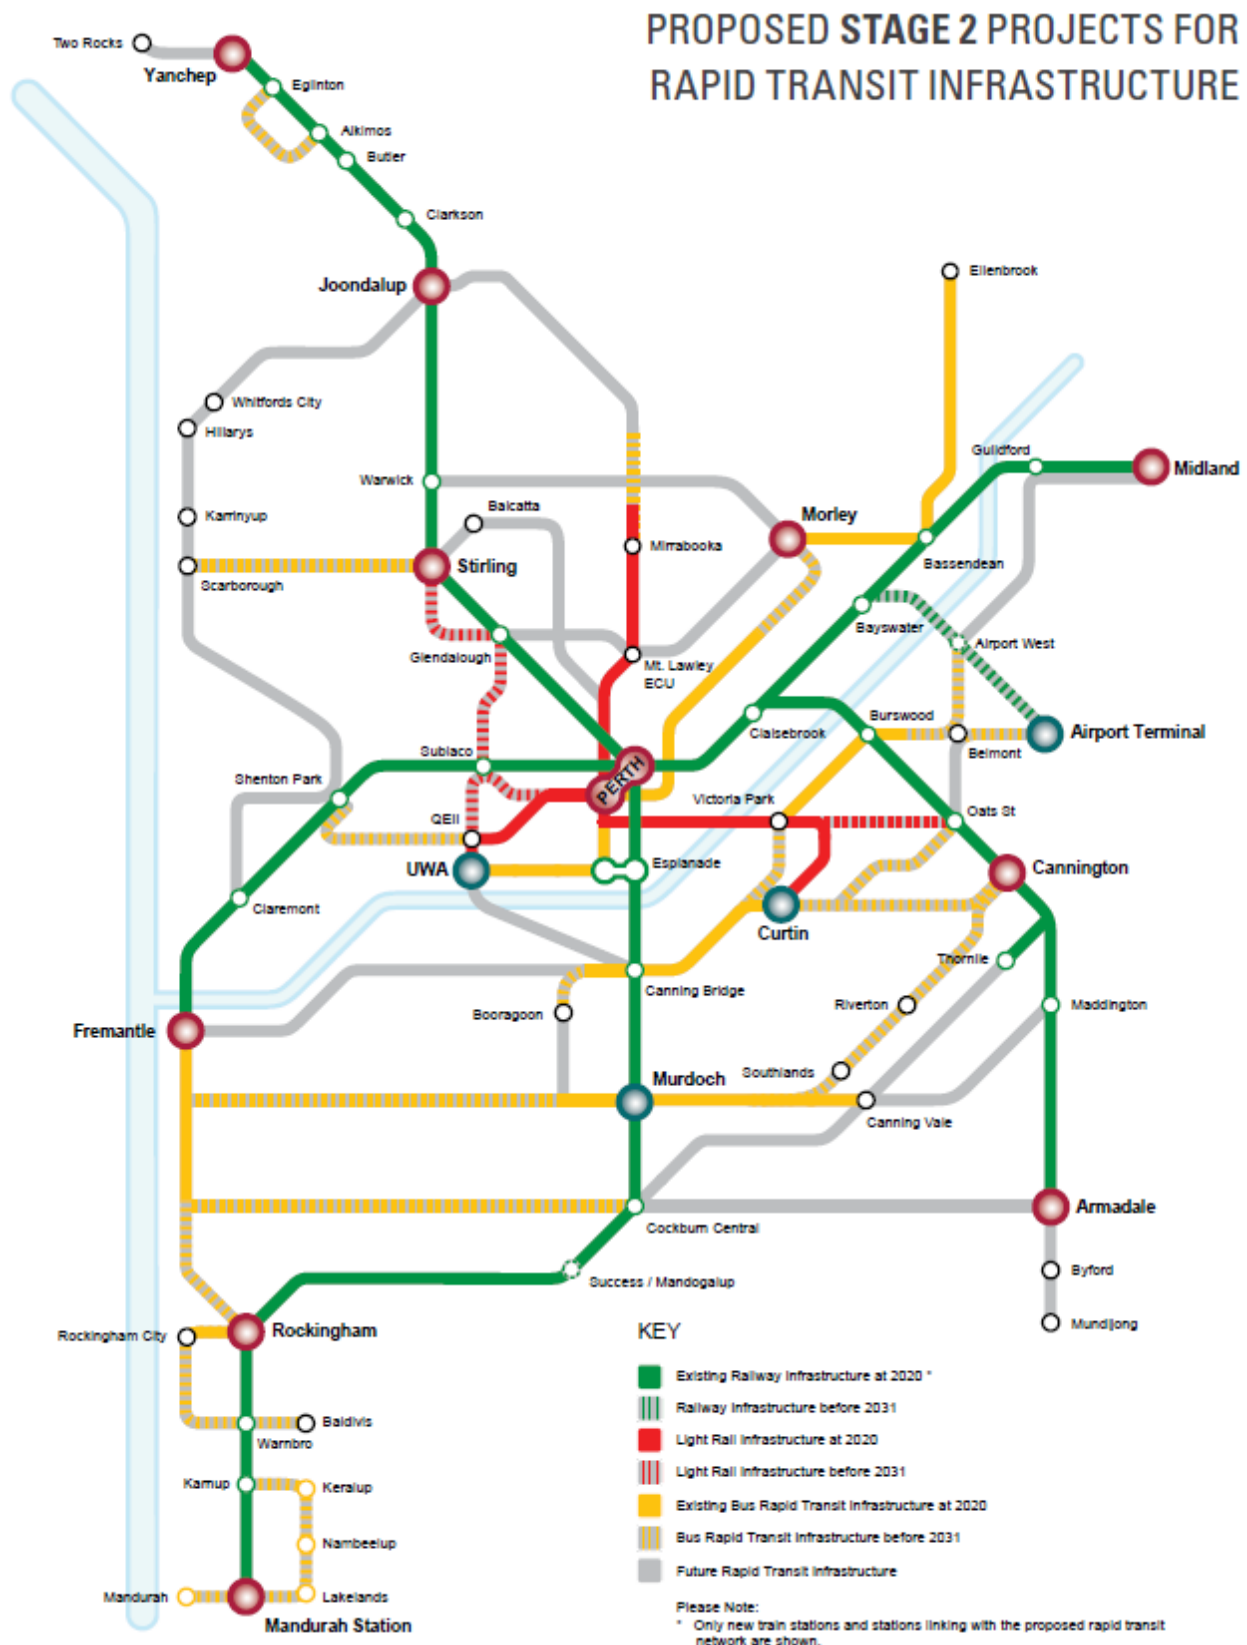 PROPOSED STAGE 2 PROJECTS FOR
RAPID TRANSIT INFRASTRUCTURE
Two Rocks
Yanchep
Eglinton
Alkimos
Butler
Clarkson
Joondalup
Ellenbrook
Whitfords City
Hillarys
Guildford
Midland
Warwick
Balcatta
Morley
Karrinyup
Mirrabooka
Bassendean
Stirling
Scarborough
Bayswater
Airport West
Glendalough
Mt. Lawley
ECU
Burswood
Claisebrook
Airport Terminal
Belmont
Subiaco
PERTH
Shenton Park
Victoria Park
Oats St
QEII
UWA
Esplanade
Cannington
Claremont
Curtin
Thornlie
Canning Bridge
Riverton
Maddington
Booragoon
Fremantle
Southlands
Murdoch
Canning Vale
Cockburn Central
Armadale
Success / Mandogalup
Byford
Rockingham City
Rockingham
Mundijong
KEY
Existing Railway Infrastructure at 2020 *
Railway Infrastructure before 2031
Light Rail Infrastructure at 2020
Light Rail Infrastructure before 2031
Existing Bus Rapid Transit Infrastructure at 2020
Bus Rapid Transit Infrastructure before 2031
Future Rapid Transit Infrastructure
Baldivis
Warnbro
Karnup
Keralup
Nambeelup
Mandurah
Lakelands
Mandurah Station
Please Note:
* Only new train stations and stations linking with the proposed rapid transit
network are shown.